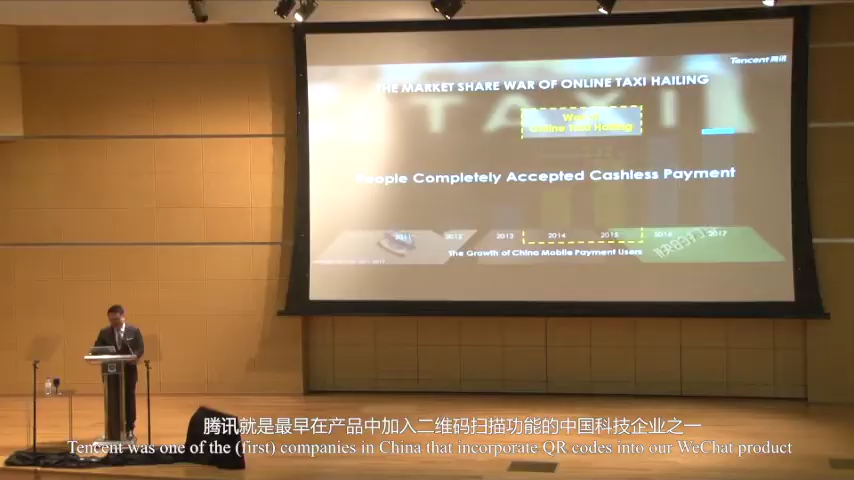 Tencent 腾讯
THE MARKET SHARE WAR OF ONLINE TAXI HAILING
TAXI
Online Taxi Hailing
People Completely Accepted Cashless Payment
2011 2012 2013 2014 2015 2016 2017
The Growth of China Mobile Payment Users
腾讯就是最早在产品中加入二维码扫描功能的中国科技企业之一
Tencent was one of the (first) companies in China that incorporate QR codes into our WeChat product